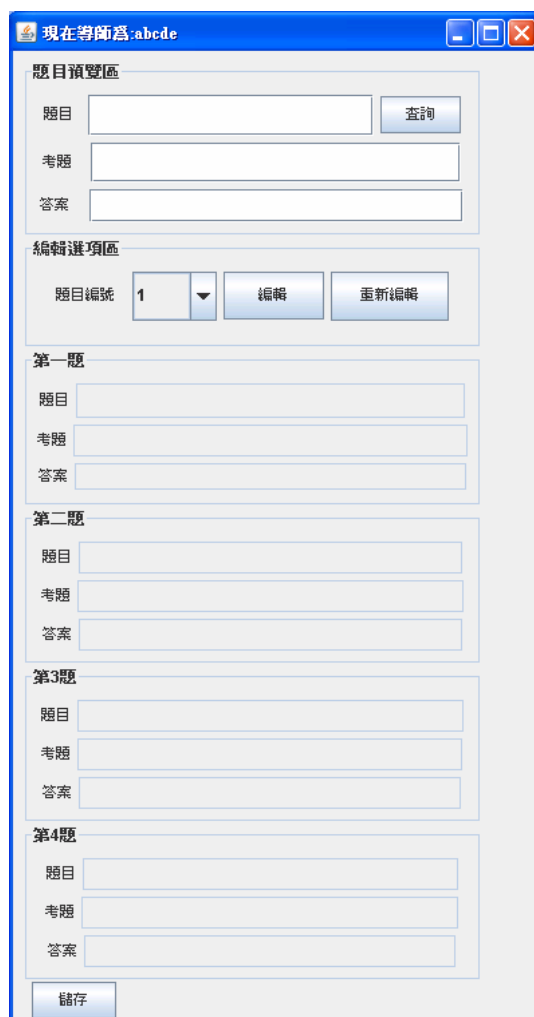 現在導師為:abcde
題目預覽區
題目 查詢
考題
答案
編輯選項區
題目編號 1 編輯 重新編輯
第一題
題目
考題
答案
第二題
題目
考題
答案
第3題
題目
考題
答案
第4題
題目
考題
答案
儲存